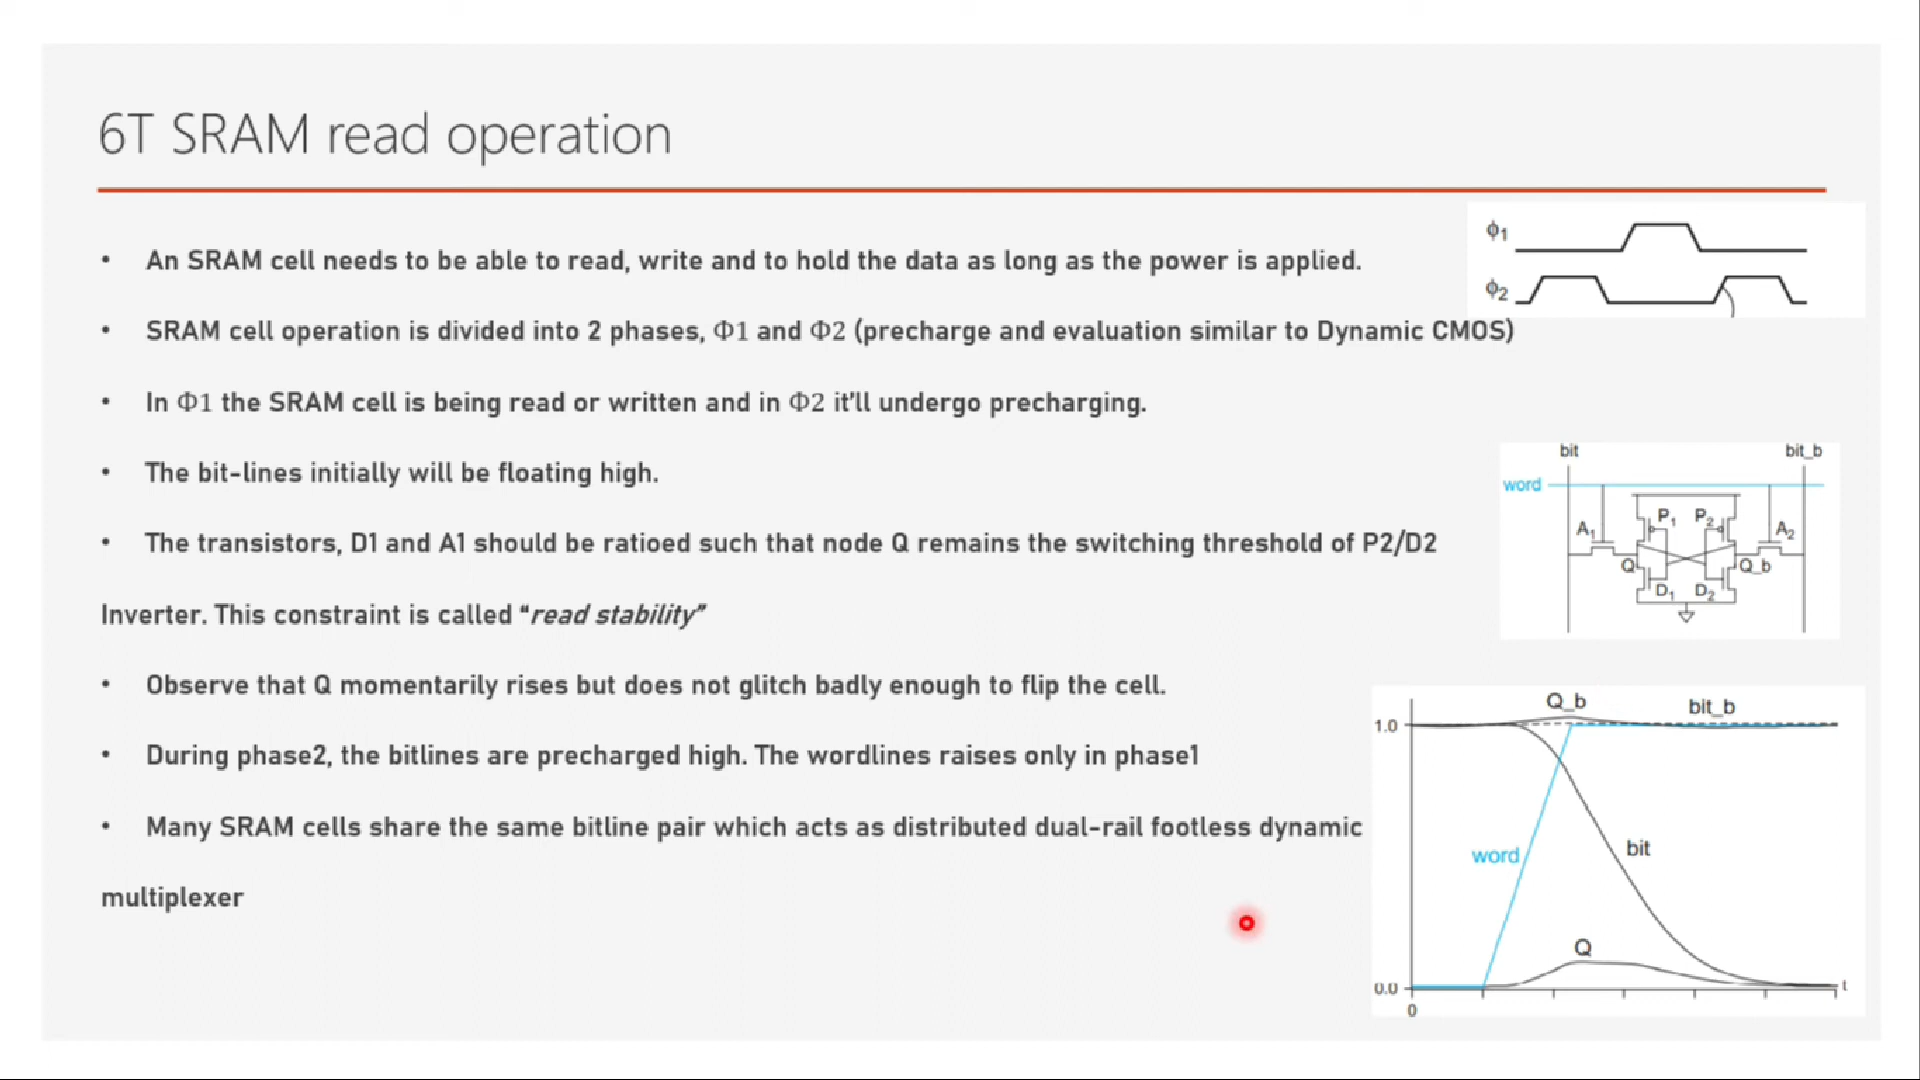 6T SRAM read operation
• An SRAM cell needs to be able to read, write and to hold the data as long as the power is applied.
• SRAM cell operation is divided into 2 phases, Φ1 and Φ2 (precharge and evaluation similar to Dynamic CMOS)
• In Φ1 the SRAM cell is being read or written and in Φ2 it'll undergo precharging.
• The bit-lines initially will be floating high.
• The transistors, D1 and A1 should be ratioed such that node Q remains the switching threshold of P2/D2
Inverter. This constraint is called “read stability”
• Observe that Q momentarily rises but does not glitch badly enough to flip the cell.
• During phase2, the bitlines are precharged high. The wordlines raises only in phase1
• Many SRAM cells share the same bitline pair which acts as distributed dual-rail footless dynamic
multiplexer
ϕ1
ϕ2
bit bit_b
word
P1 P2
A1 A2
Q Q_b
D1 D2
Q_b bit_b
1.0
bit
word
Q
0.0 t
0